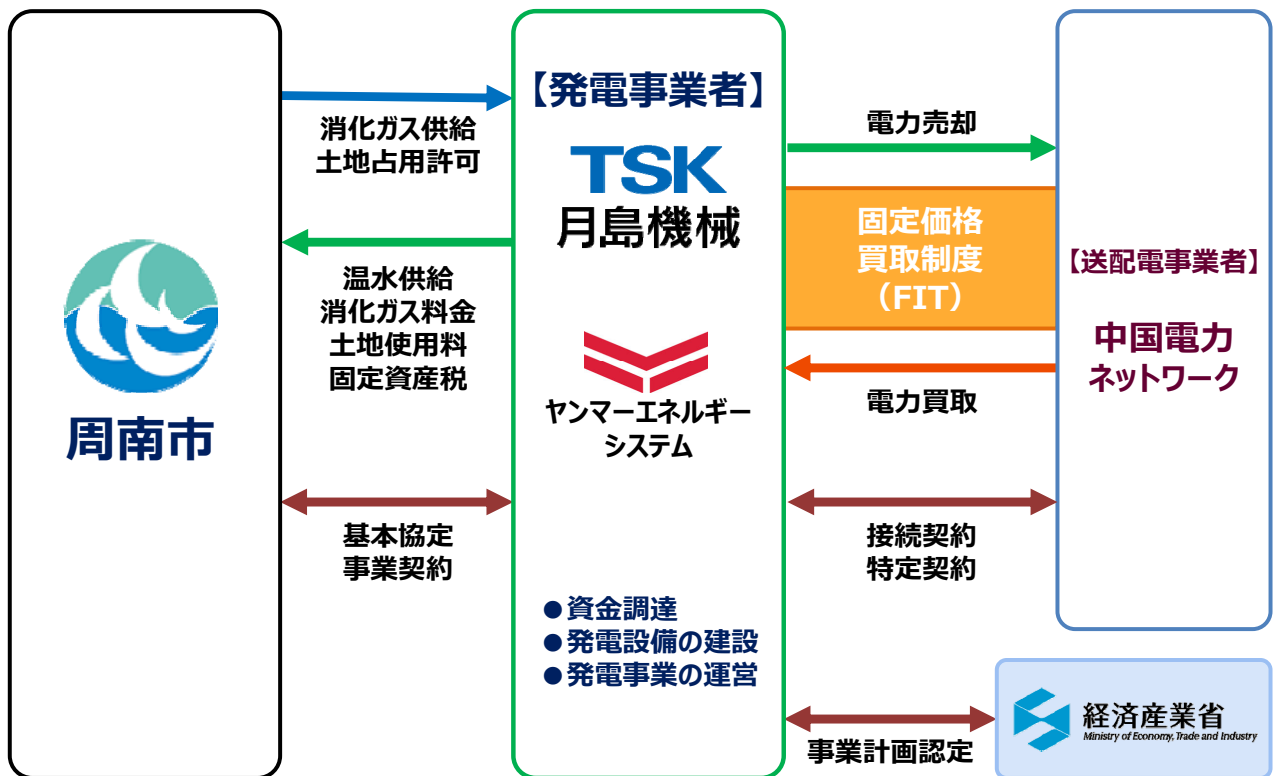 消化ガス供給
土地占用許可
温水供給
消化ガス料金
土地使用料
固定資産税
周南市
基本協定
事業契約
【発電事業者】
TSK
月島機械
ヤンマーエネルギー
システム
●資金調達
●発電設備の建設
●発電事業の運営
電力売却
固定価格
買取制度
（FIT）
電力買取
接続契約
特定契約
【送配電事業者】
中国電力
ネットワーク
事業計画認定
経済産業省
Ministry of Economy, Trade and Industry